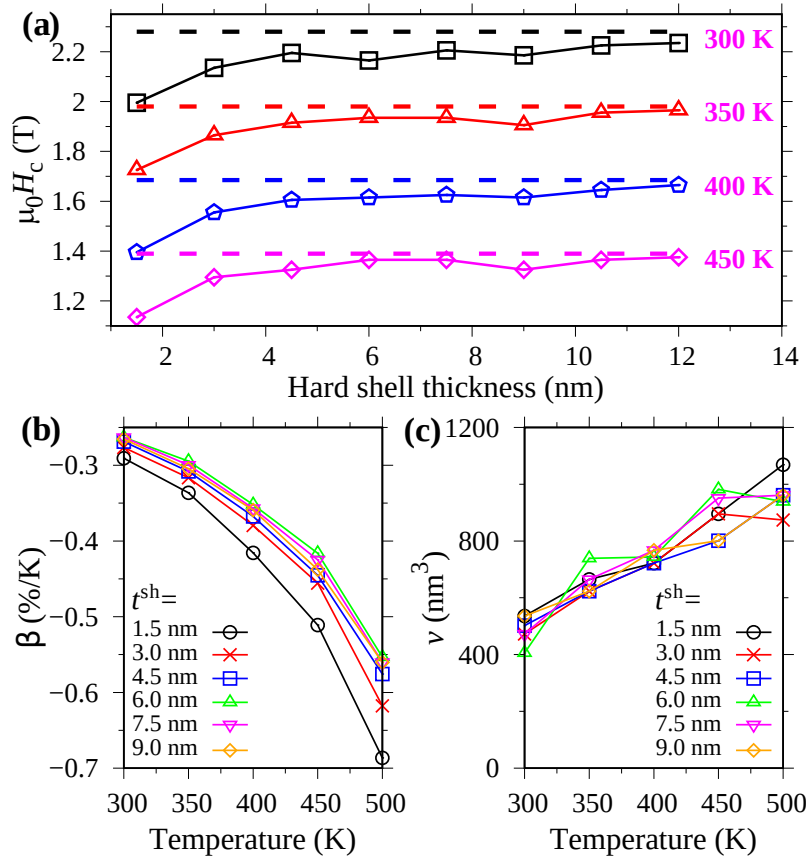 (a)
2.2
2
1.8
1.6
1.4
1.2
μ₀Hc (T)
300 K
350 K
400 K
450 K
2 4 6 8 10 12 14
Hard shell thickness (nm)
(b)
−0.3
−0.4
−0.5
−0.6
−0.7
β (%/K)
t^sh=
1.5 nm
3.0 nm
4.5 nm
6.0 nm
7.5 nm
9.0 nm
300 350 400 450 500
Temperature (K)
(c)
1200
800
400
0
v (nm³)
t^sh=
1.5 nm
3.0 nm
4.5 nm
6.0 nm
7.5 nm
9.0 nm
300 350 400 450 500
Temperature (K)